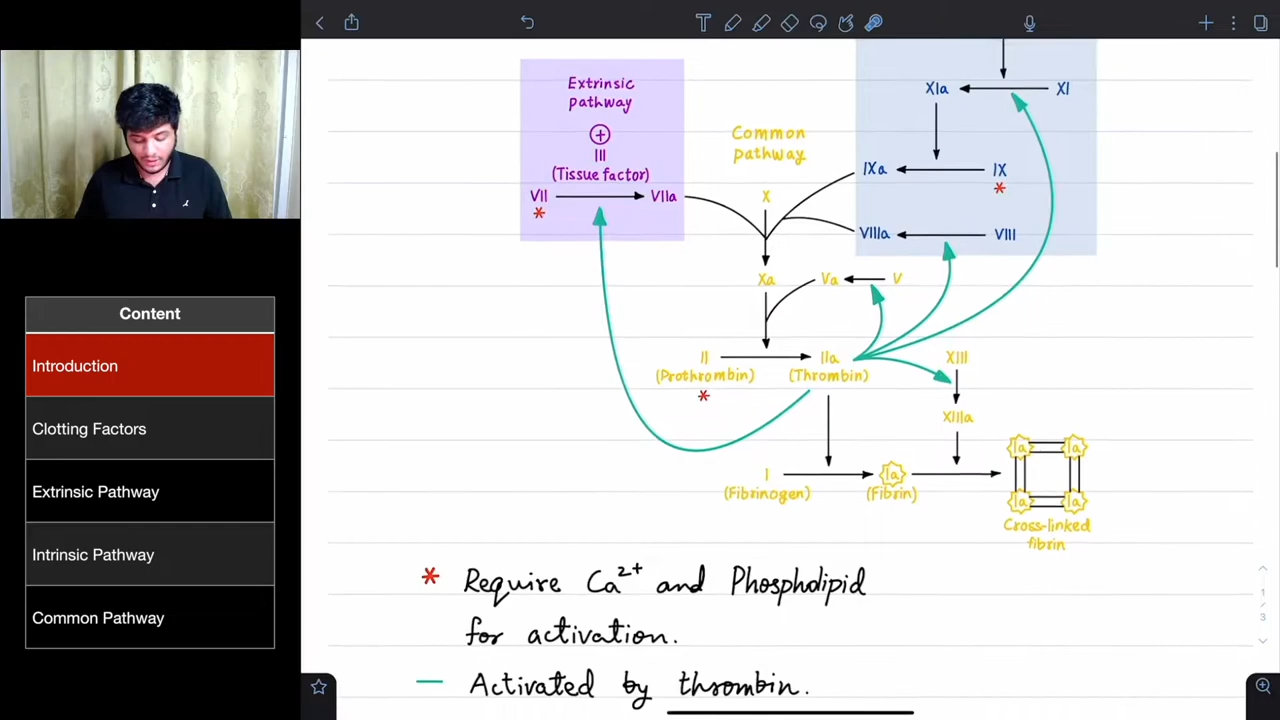 Content
Introduction
Clotting Factors
Extrinsic Pathway
Intrinsic Pathway
Common Pathway
Extrinsic
pathway
+
III
(Tissue factor)
VII
VIIa
*
Common
pathway
X
XIa
XI
IXa
IX
*
VIIIa
VIII
Xa
Va
V
II
(Prothrombin)
*
IIa
(Thrombin)
XIII
XIIIa
I
(Fibrinogen)
Ia
(Fibrin)
Ia Ia
Ia Ia
Cross-linked
fibrin
* Require Ca2+ and Phospholipid
for activation.
— Activated by thrombin.
T
1
/
3